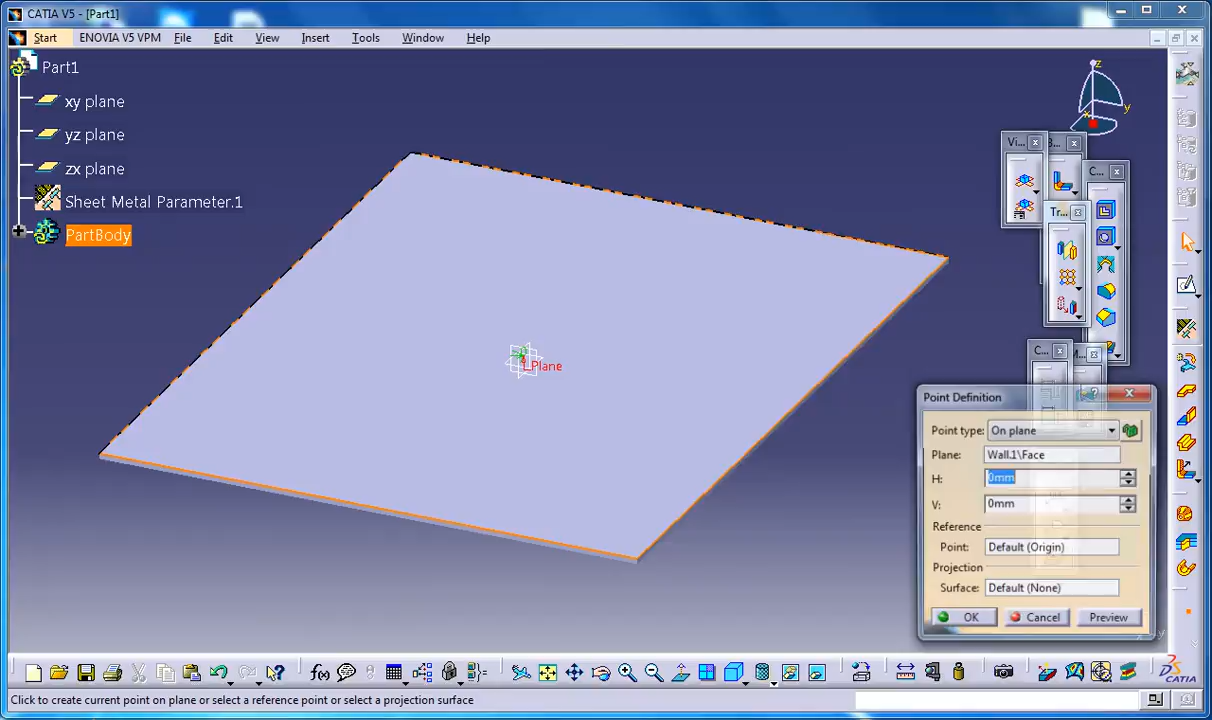 CATIA V5 - [Part1]
Start ENOVIA V5 VPM File Edit View Insert Tools Window Help
Part1
xy plane
yz plane
zx plane
Sheet Metal Parameter.1
PartBody
z
y
x
Vi...
C...
Tr...
C...
Plane
Point Definition
Point type: On plane
Plane: Wall.1\Face
H: 0mm
V: 0mm
Reference
Point: Default (Origin)
Projection
Surface: Default (None)
OK Cancel Preview
f(x)
CATIA
Click to create current point on plane or select a reference point or select a projection surface